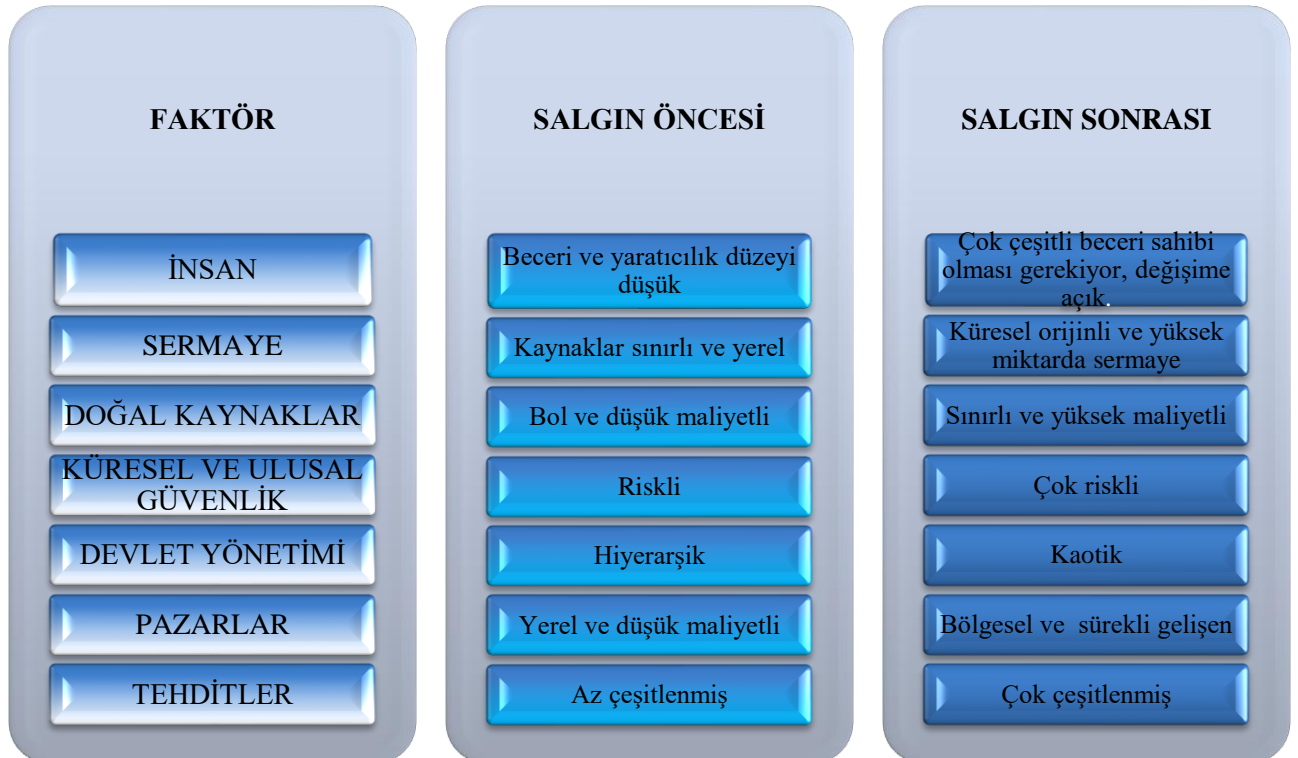 FAKTÖR
İNSAN
SERMAYE
DOĞAL KAYNAKLAR
KÜRESEL VE ULUSAL
GÜVENLİK
DEVLET YÖNETİMİ
PAZARLAR
TEHDİTLER
SALGIN ÖNCESİ
Beceri ve yaratıcılık düzeyi
düşük
Kaynaklar sınırlı ve yerel
Bol ve düşük maliyetli
Riskli
Hiyerarşik
Yerel ve düşük maliyetli
Az çeşitlenmiş
SALGIN SONRASI
Çok çeşitli beceri sahibi
olması gerekiyor, değişime
açık.
Küresel orijinli ve yüksek
miktarda sermaye
Sınırlı ve yüksek maliyetli
Çok riskli
Kaotik
Bölgesel ve sürekli gelişen
Çok çeşitlenmiş